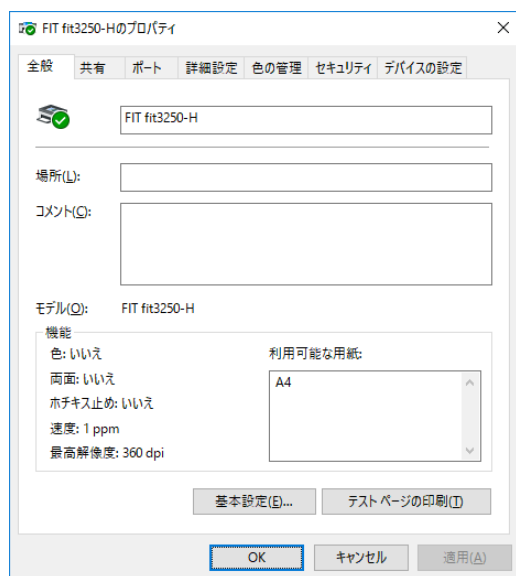 FIT fit3250-Hのプロパティ
全般 共有 ポート 詳細設定 色の管理 セキュリティ デバイスの設定
FIT fit3250-H
場所(L):
コメント(C):
モデル(O): FIT fit3250-H
機能
色: いいえ 利用可能な用紙:
両面: いいえ A4
ホチキス止め: いいえ
速度: 1 ppm
最高解像度: 360 dpi
基本設定(E)... テスト ページの印刷(T)
OK キャンセル 適用(A)